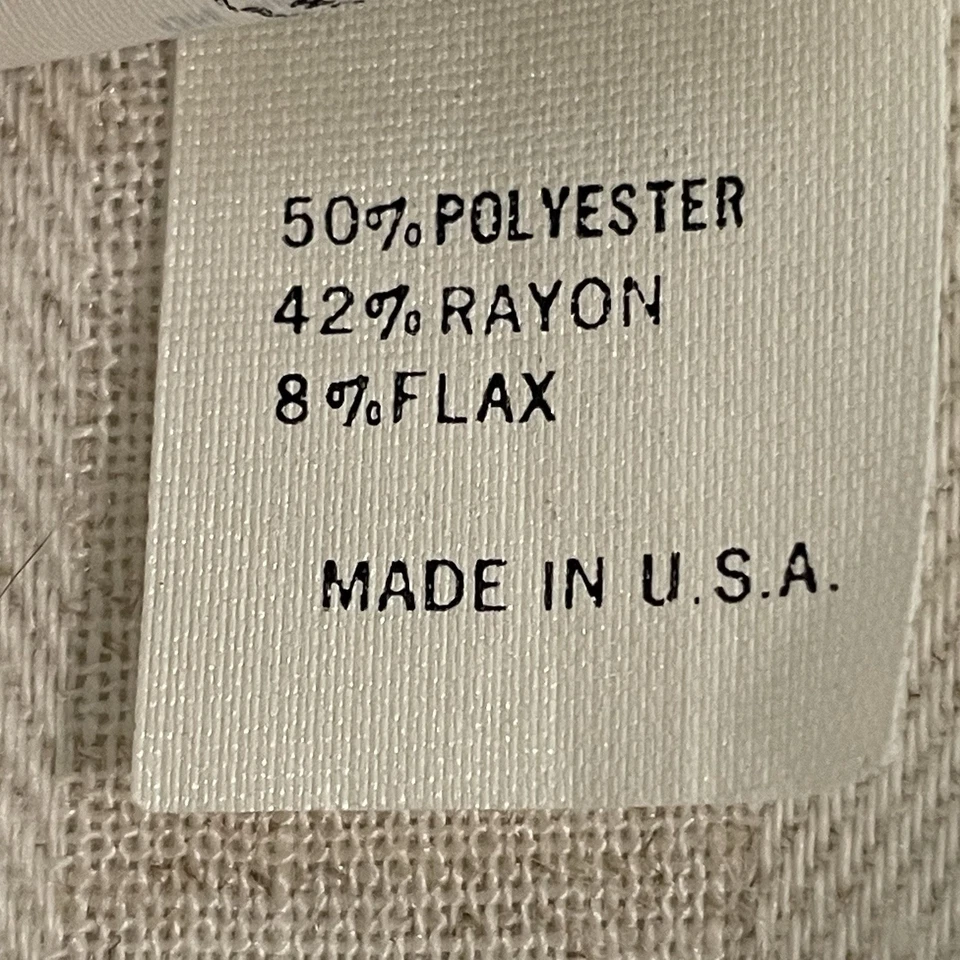 50% POLYESTER
42% RAYON
8% FLAX
MADE IN U.S.A.